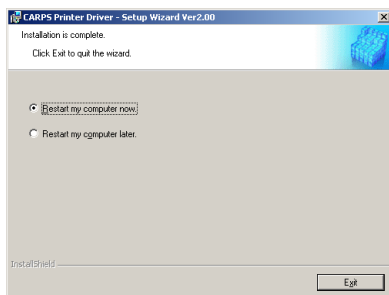 CARPS Printer Driver - Setup Wizard Ver2.00
Installation is complete.
Click Exit to quit the wizard.
Restart my computer now.
Restart my computer later.
InstallShield
Exit